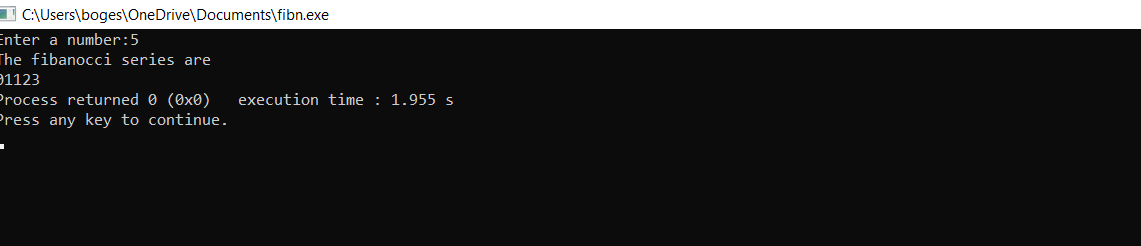 C:\Users\boges\OneDrive\Documents\fibn.exe
Enter a number:5
The fibanocci series are
01123
Process returned 0 (0x0)   execution time : 1.955 s
Press any key to continue.